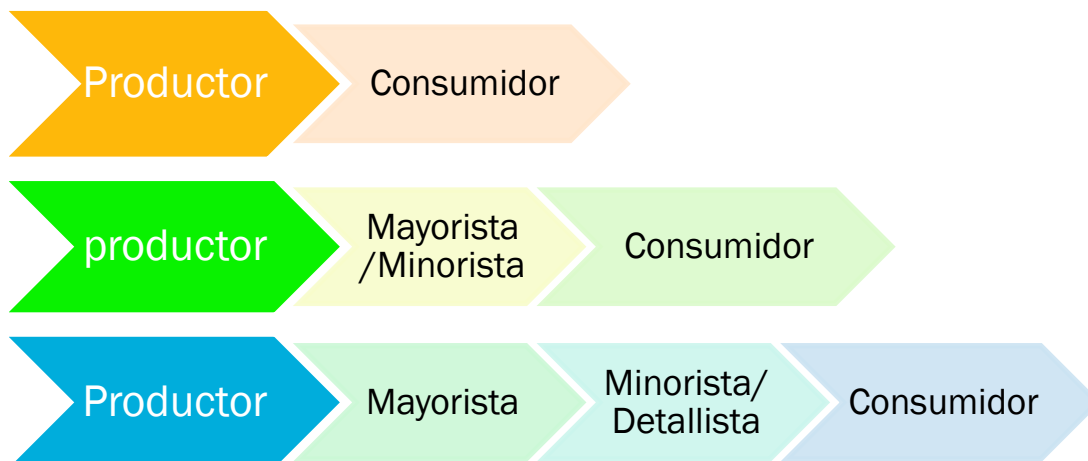 Productor
Consumidor
productor
Mayorista
/Minorista
Consumidor
Productor
Mayorista
Minorista/
Detallista
Consumidor